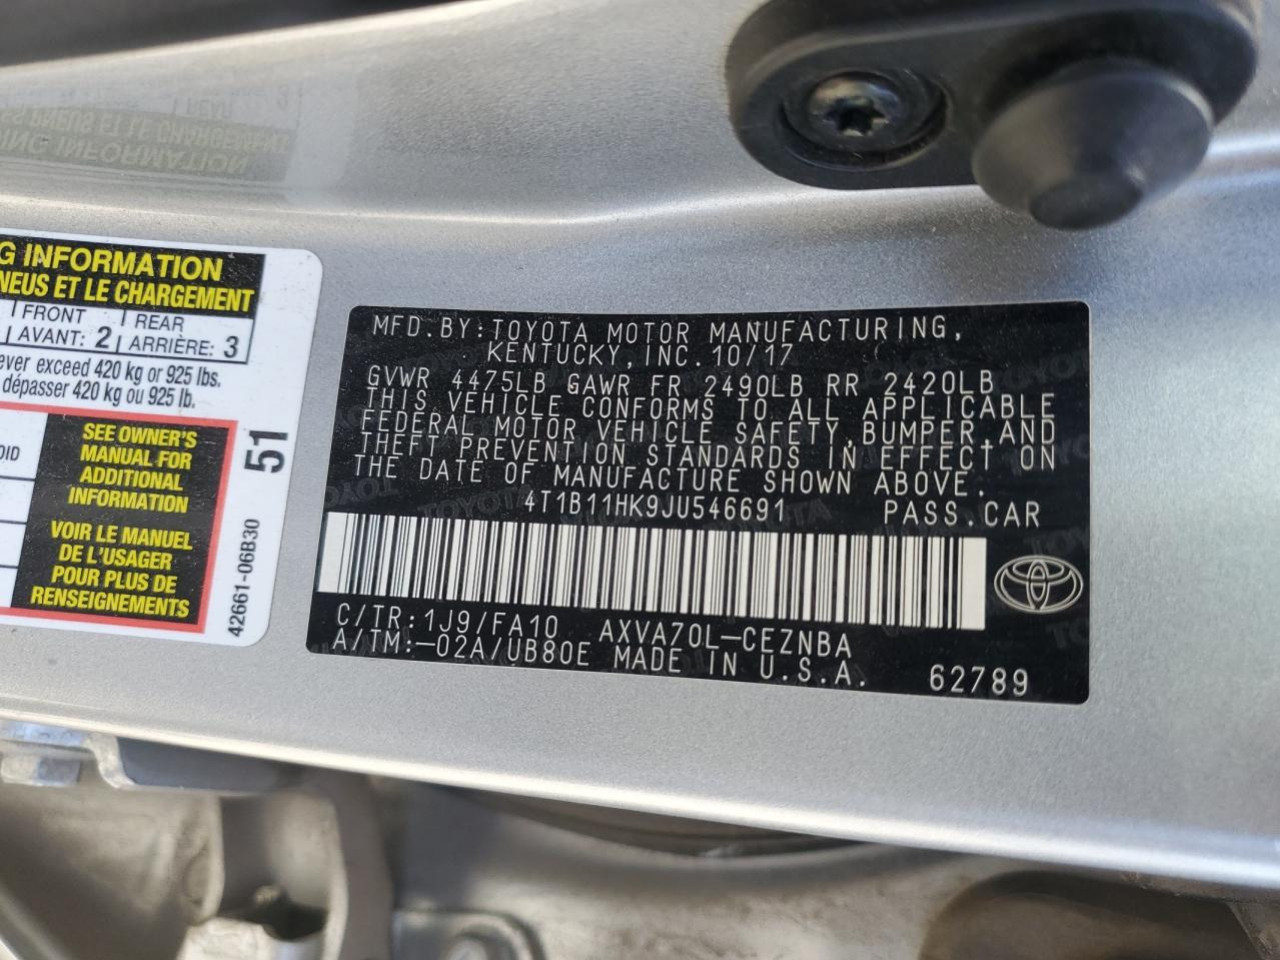 G INFORMATION
NEUS ET LE CHARGEMENT
FRONT REAR
AVANT: 2 ARRIÈRE: 3
ever exceed 420 kg or 925 lbs.
dépasser 420 kg ou 925 lb.
OID
SEE OWNER'S
MANUAL FOR
ADDITIONAL
INFORMATION
VOIR LE MANUEL
DE L'USAGER
POUR PLUS DE
RENSEIGNEMENTS
51
42661-06B30
MFD.BY:TOYOTA MOTOR MANUFACTURING,
KENTUCKY,INC.10/17
GVWR 4475LB GAWR FR 2490LB RR 2420LB
THIS VEHICLE CONFORMS TO ALL APPLICABLE
FEDERAL MOTOR VEHICLE SAFETY,BUMPER,AND
THEFT PREVENTION STANDARDS IN EFFECT ON
THE DATE OF MANUFACTURE SHOWN ABOVE.
4T1B11HK9JU546691 PASS.CAR
C/TR:1J9/FA10 AXVA70L-CEZNBA
A/TM:-02A/UB80E MADE IN U.S.A. 62789